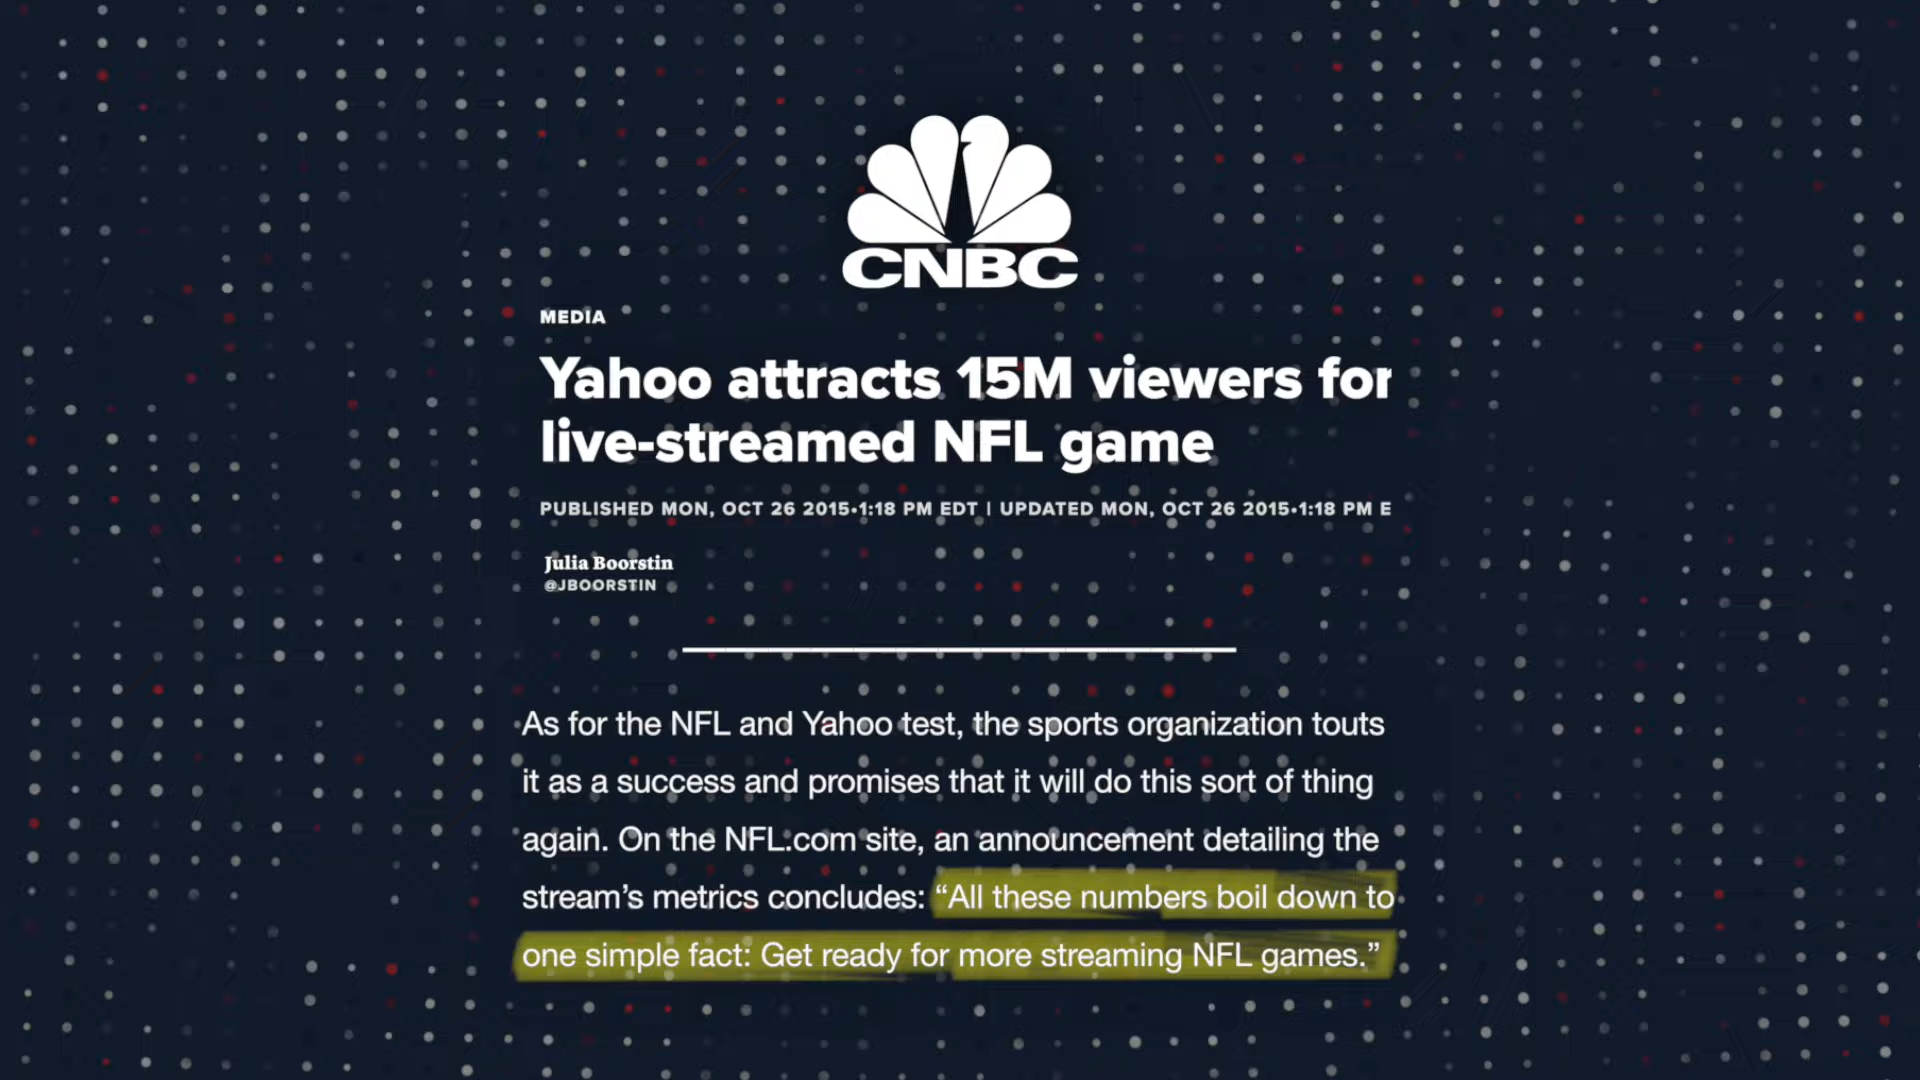 CNBC
MEDIA
Yahoo attracts 15M viewers for
live-streamed NFL game
PUBLISHED MON, OCT 26 2015•1:18 PM EDT | UPDATED MON, OCT 26 2015•1:18 PM E
Julia Boorstin
@JBOORSTIN
As for the NFL and Yahoo test, the sports organization touts
it as a success and promises that it will do this sort of thing
again. On the NFL.com site, an announcement detailing the
stream’s metrics concludes: “All these numbers boil down to
one simple fact: Get ready for more streaming NFL games.”